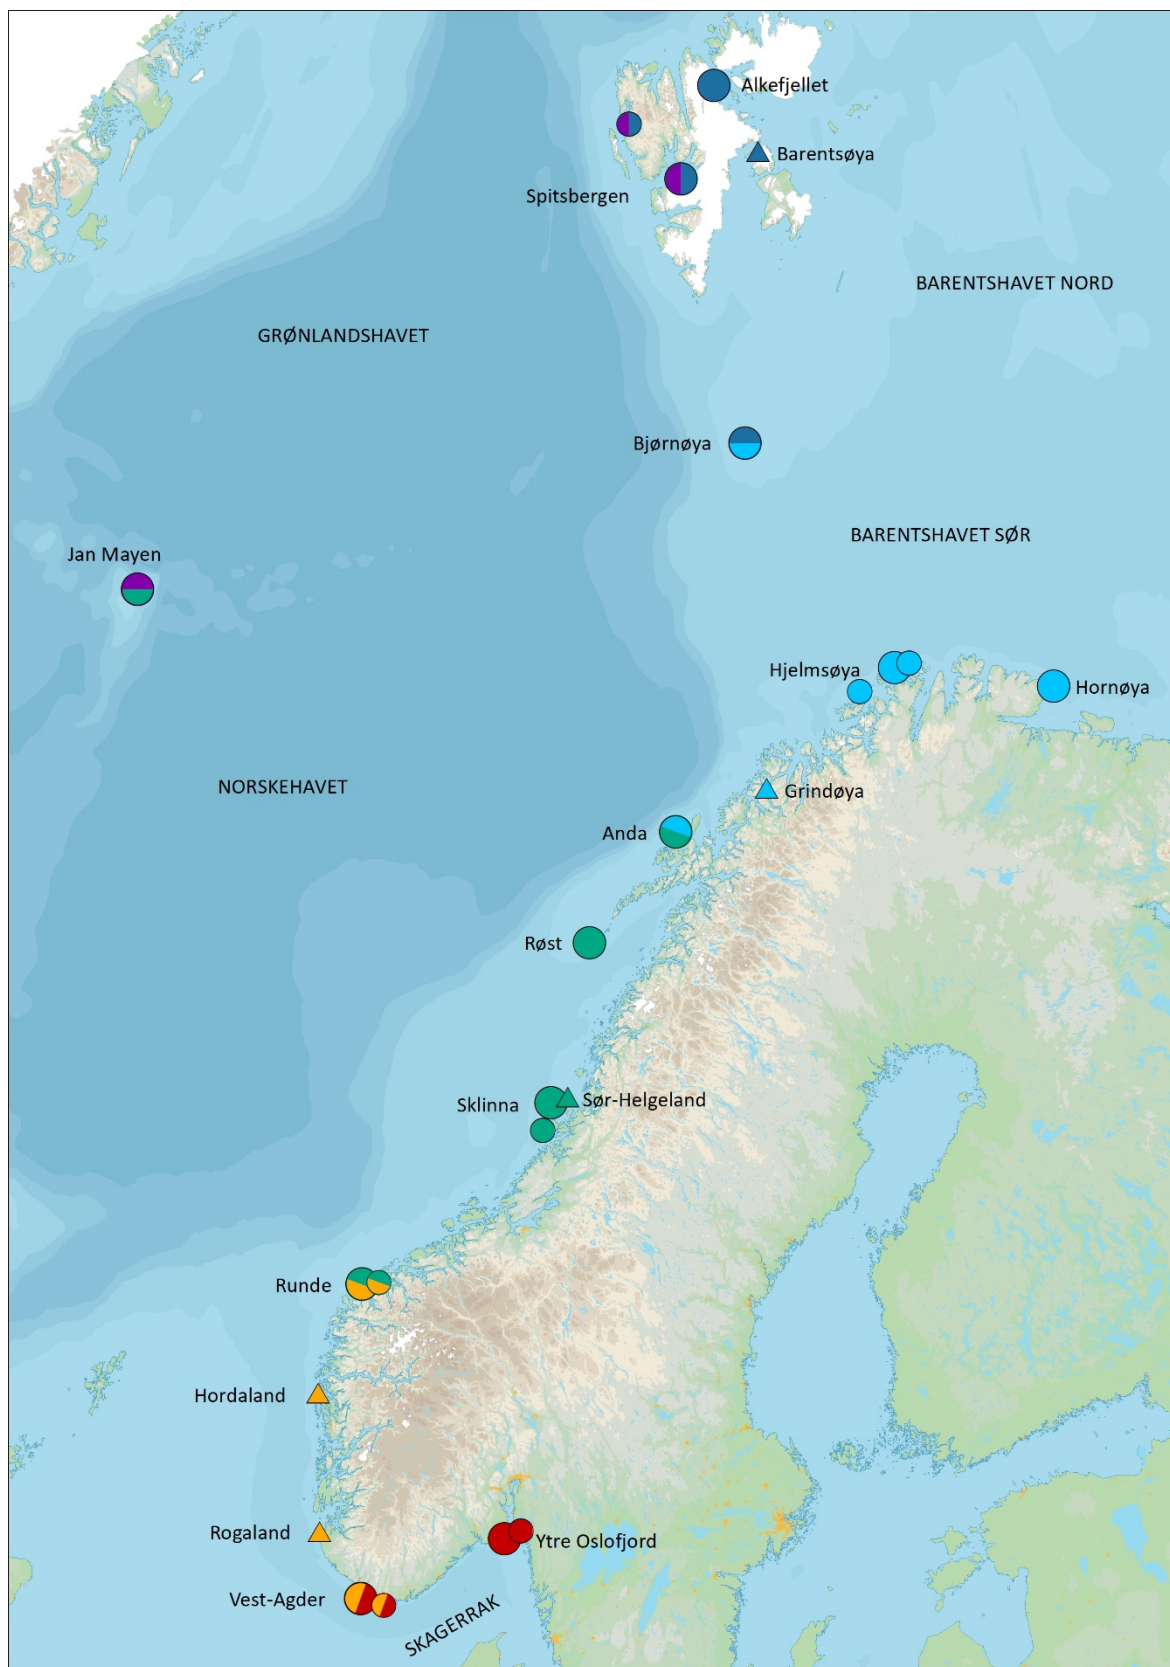 Alkefjellet
Barentsøya
Spitsbergen
BARENTSHAVET NORD
GRØNLANDSHAVET
Bjørnøya
BARENTSHAVET SØR
Jan Mayen
Hjelmsøya
Hornøya
NORSKEHAVET
Grindøya
Anda
Røst
Sklinna
Sør-Helgeland
Runde
Hordaland
Rogaland
Ytre Oslofjord
Vest-Agder
SKAGERRAK